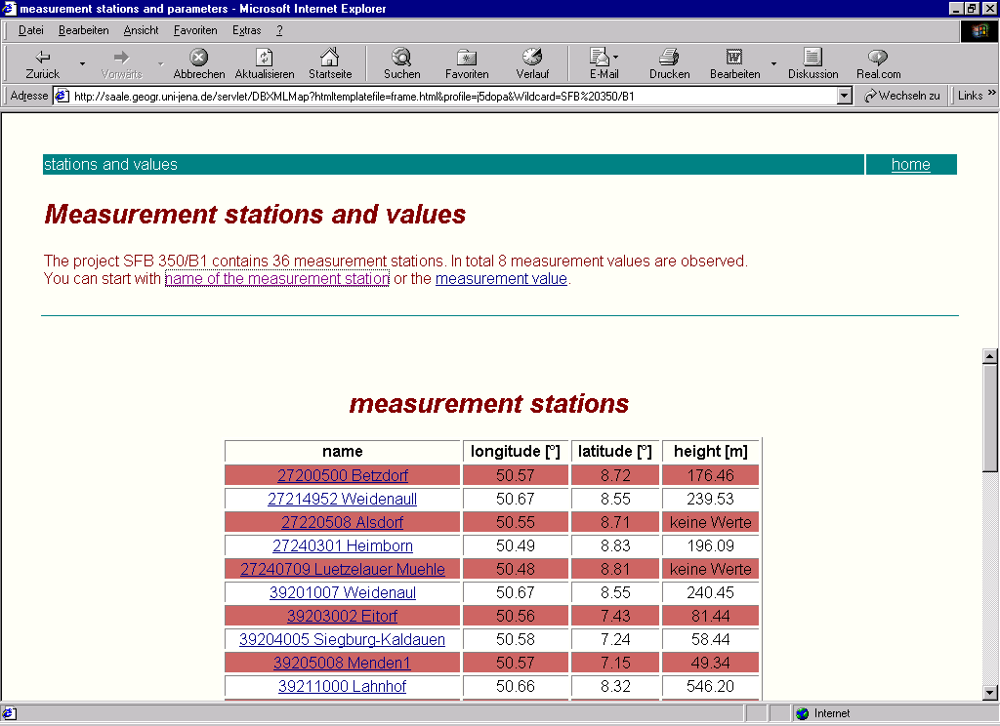 measurement stations and parameters - Microsoft Internet Explorer
Datei Bearbeiten Ansicht Favoriten Extras ?
Zurück Vorwärts Abbrechen Aktualisieren Startseite Suchen Favoriten Verlauf E-Mail Drucken Bearbeiten Diskussion Real.com
Adresse http://saale.geogr.uni-jena.de/servlet/DBXMLMap?htmltemplatefile=frame.html&profile=j5dopa&Wildcard=SFB%20350/B1 Wechseln zu Links »
stations and values home
Measurement stations and values
The project SFB 350/B1 contains 36 measurement stations. In total 8 measurement values are observed.
You can start with name of the measurement station or the measurement value.
measurement stations
name longitude [°] latitude [°] height [m]
27200500 Betzdorf 50.57 8.72 176.46
27214952 Weidenaull 50.67 8.55 239.53
27220508 Alsdorf 50.55 8.71 keine Werte
27240301 Heimborn 50.49 8.83 196.09
27240709 Luetzelauer Muehle 50.48 8.81 keine Werte
39201007 Weidenaul 50.67 8.55 240.45
39203002 Eitorf 50.56 7.43 81.44
39204005 Siegburg-Kaldauen 50.58 7.24 58.44
39205008 Menden1 50.57 7.15 49.34
39211000 Lahnhof 50.66 8.32 546.20
Internet